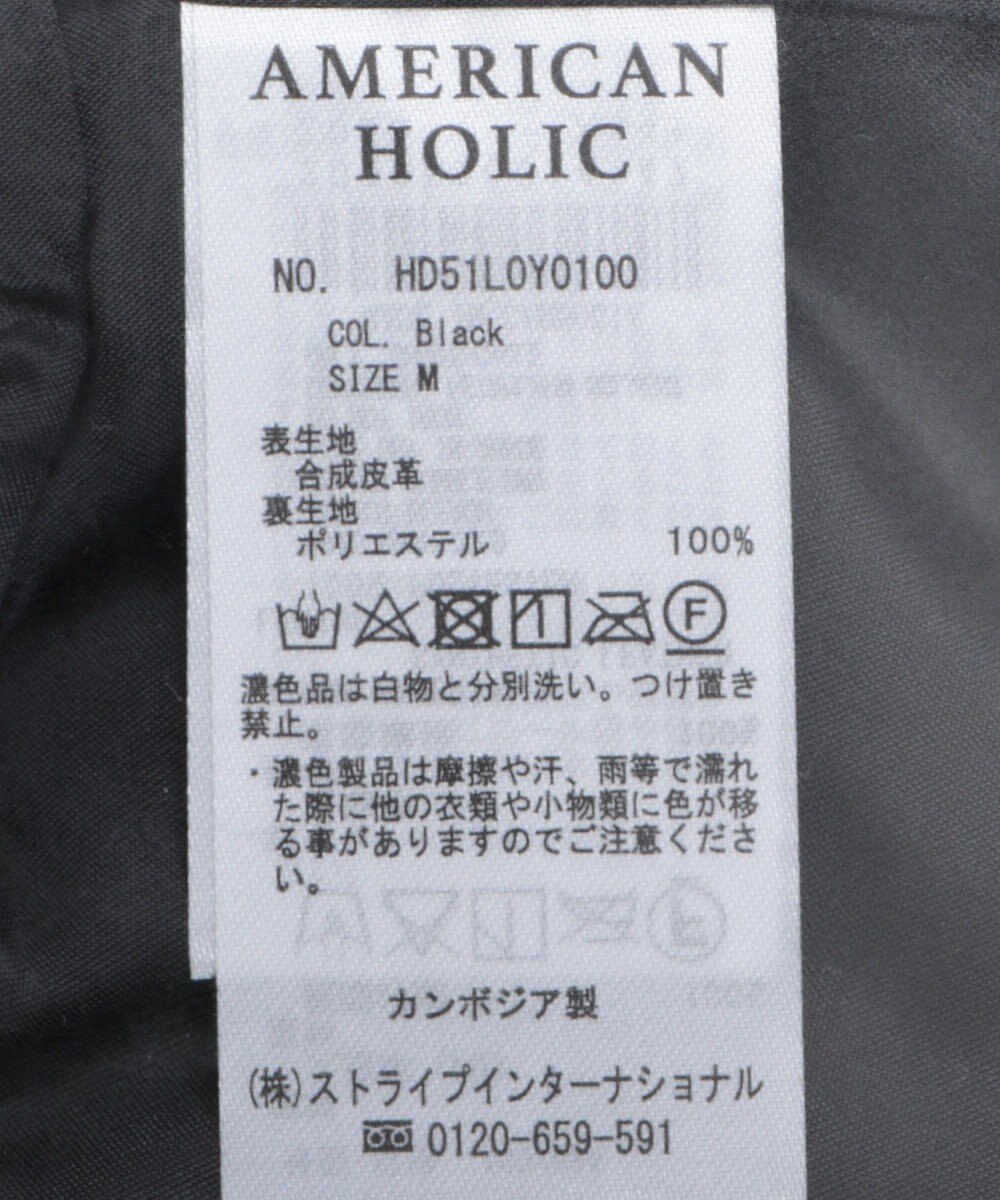 AMERICAN
HOLIC
NO. HD51L0Y0100
COL. Black
SIZE M
表生地
合成皮革
裏生地
ポリエステル 100%
F
濃色品は白物と分別洗い。つけ置き
禁止。
・濃色製品は摩擦や汗、雨等で濡れ
た際に他の衣類や小物類に色が移
る事がありますのでご注意くださ
い。
カンボジア製
(株)ストライプインターナショナル
0120-659-591